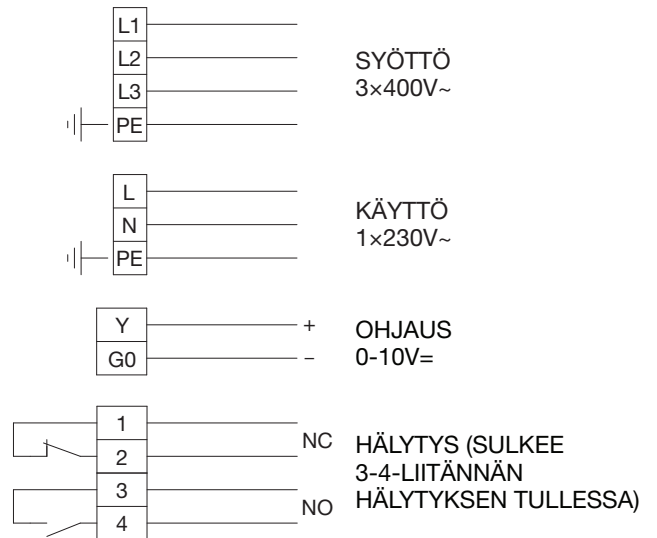 L1
L2
L3
PE
SYÖTTÖ
3×400V~
L
N
PE
KÄYTTÖ
1×230V~
Y +
G0 −
OHJAUS
0-10V=
1
2
NC
3
4
NO
HÄLYTYS (SULKEE
3-4-LIITÄNNÄN
HÄLYTYKSEN TULLESSA)